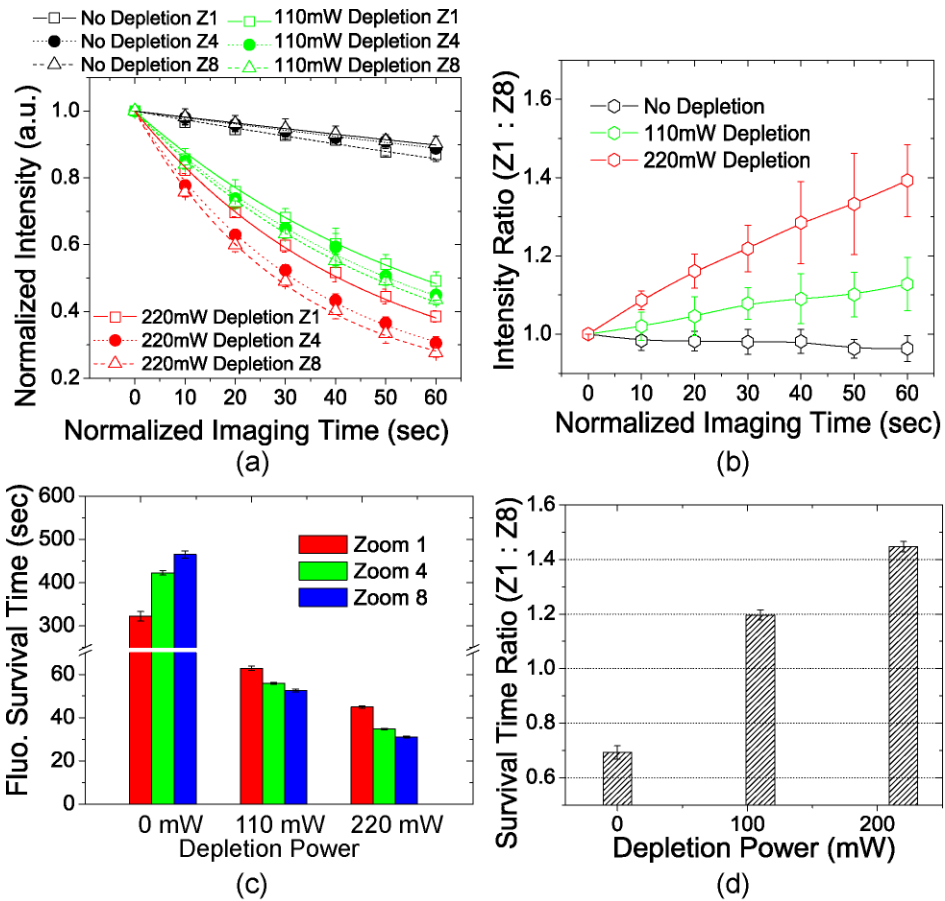 No Depletion Z1
No Depletion Z4
No Depletion Z8
110mW Depletion Z1
110mW Depletion Z4
110mW Depletion Z8
Normalized Intensity (a.u.)
1.0
0.8
0.6
0.4
0.2
220mW Depletion Z1
220mW Depletion Z4
220mW Depletion Z8
0 10 20 30 40 50 60
Normalized Imaging Time (sec)
(a)
Intensity Ratio (Z1 : Z8)
1.6
1.4
1.2
1.0
No Depletion
110mW Depletion
220mW Depletion
0 10 20 30 40 50 60
Normalized Imaging Time (sec)
(b)
Fluo. Survival Time (sec)
600
500
400
300
60
40
20
0
Zoom 1
Zoom 4
Zoom 8
0 mW 110 mW 220 mW
Depletion Power
(c)
Survival Time Ratio (Z1 : Z8)
1.6
1.4
1.2
1.0
0.8
0.6
0 100 200
Depletion Power (mW)
(d)